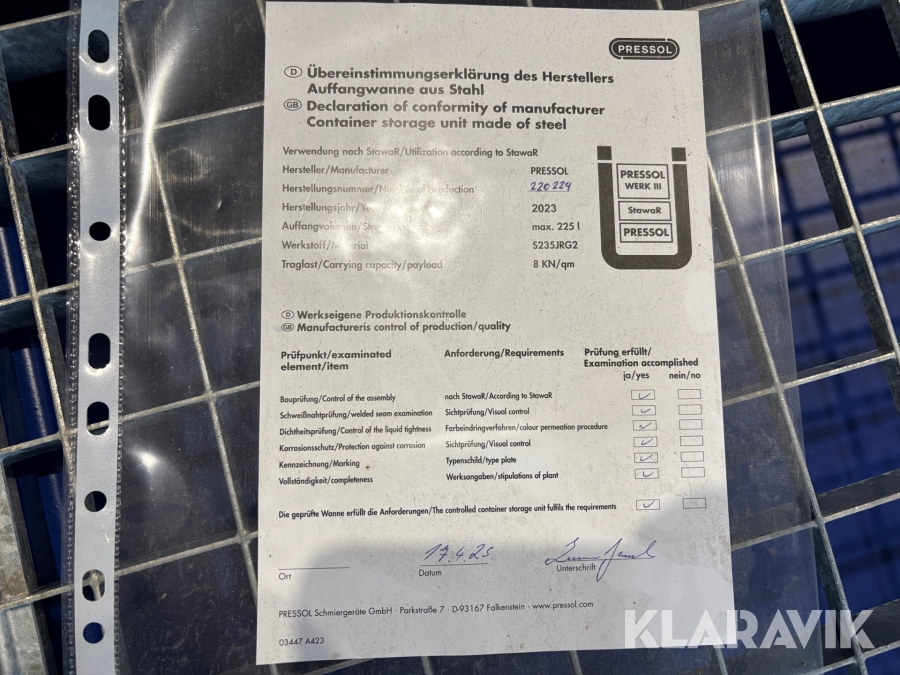 PRESSOL
D Übereinstimmungserklärung des Herstellers
Auffangwanne aus Stahl
GB Declaration of conformity of manufacturer
Container storage unit made of steel
Verwendung nach StawaR/Utilization according to StawaR
Hersteller/Manufacturer PRESSOL
Herstellungsnummer/ production 220224
Herstellungsjahr/ 2023
max. 225 l
Werkstoff/Material S235JRG2
Traglast/Carrying capacity/payload 8 KN/qm
PRESSOL
WERK III
StawaR
PRESSOL
D Werkseigene Produktionskontrolle
GB Manufactureris control of production/quality
Prüfpunkt/examinated element/item Anforderung/Requirements Prüfung erfüllt/ Examination accomplished
ja/yes nein/no
Bauprüfung/Control of the assembly nach StawaR/According to StawaR
Schweißnahtprüfung/welded seam examination Sichtprüfung/Visual control
Dichtheitsprüfung/Control of the liquid tightness Farbeindringverfahren/colour permeation procedure
Korrosionsschutz/Protection against corrosion Sichtprüfung/Visual control
Kennzeichnung/Marking Typenschild/type plate
Vollständigkeit/completeness Werksangaben/stipulations of plant
Die geprüfte Wanne erfüllt die Anforderungen/The controlled container storage unit fulfils the requirements
17.4.23
Ort Datum Unterschrift
PRESSOL Schmiergeräte GmbH · Parkstraße 7 · D-93167 Falkenstein · www.pressol.com
03447 A423
KLARAVIK